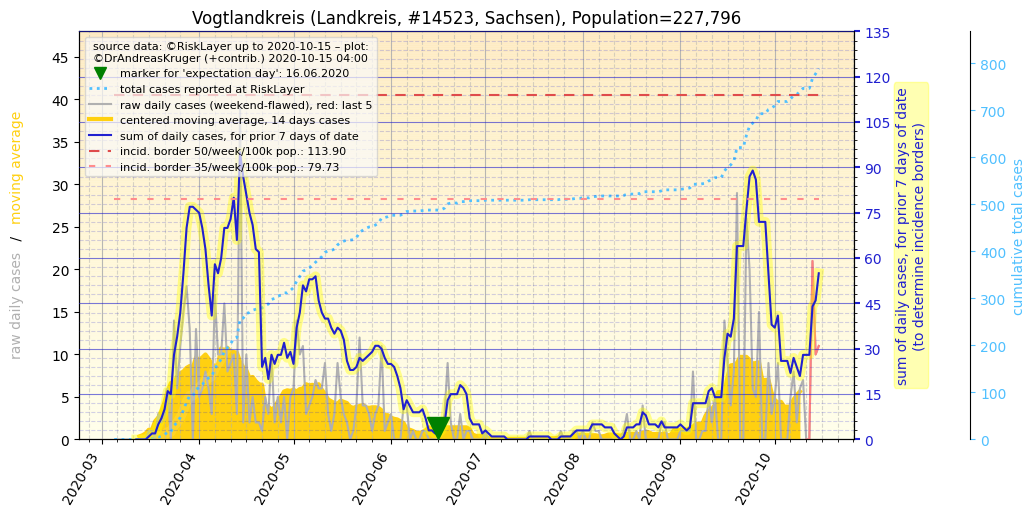 Vogtlandkreis (Landkreis, #14523, Sachsen), Population=227,796
source data: ©RiskLayer up to 2020-10-15 – plot:
©DrAndreasKruger (+contrib.) 2020-10-15 04:00
marker for 'expectation day': 16.06.2020
total cases reported at RiskLayer
raw daily cases (weekend-flawed), red: last 5
centered moving average, 14 days cases
sum of daily cases, for prior 7 days of date
incid. border 50/week/100k pop.: 113.90
incid. border 35/week/100k pop.: 79.73
raw daily cases / moving average
45
40
35
30
25
20
15
10
5
0
2020-03
2020-04
2020-05
2020-06
2020-07
2020-08
2020-09
2020-10
135
120
105
90
75
60
45
30
15
0
sum of daily cases, for prior 7 days of date
(to determine incidence borders)
800
700
600
500
400
300
200
100
0
cumulative total cases